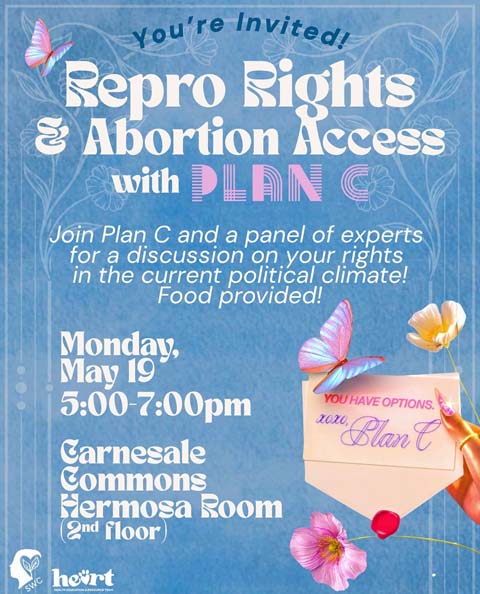 You're Invited!
Repro Rights
& Abortion Access
with PLAN C
Join Plan C and a panel of experts
for a discussion on your rights
in the current political climate!
Food provided!
Monday,
May 19
5:00-7:00pm
Carnesale
Commons
Hermosa Room
(2nd floor)
YOU HAVE OPTIONS.
xoxo,
Plan C
SWC
heart